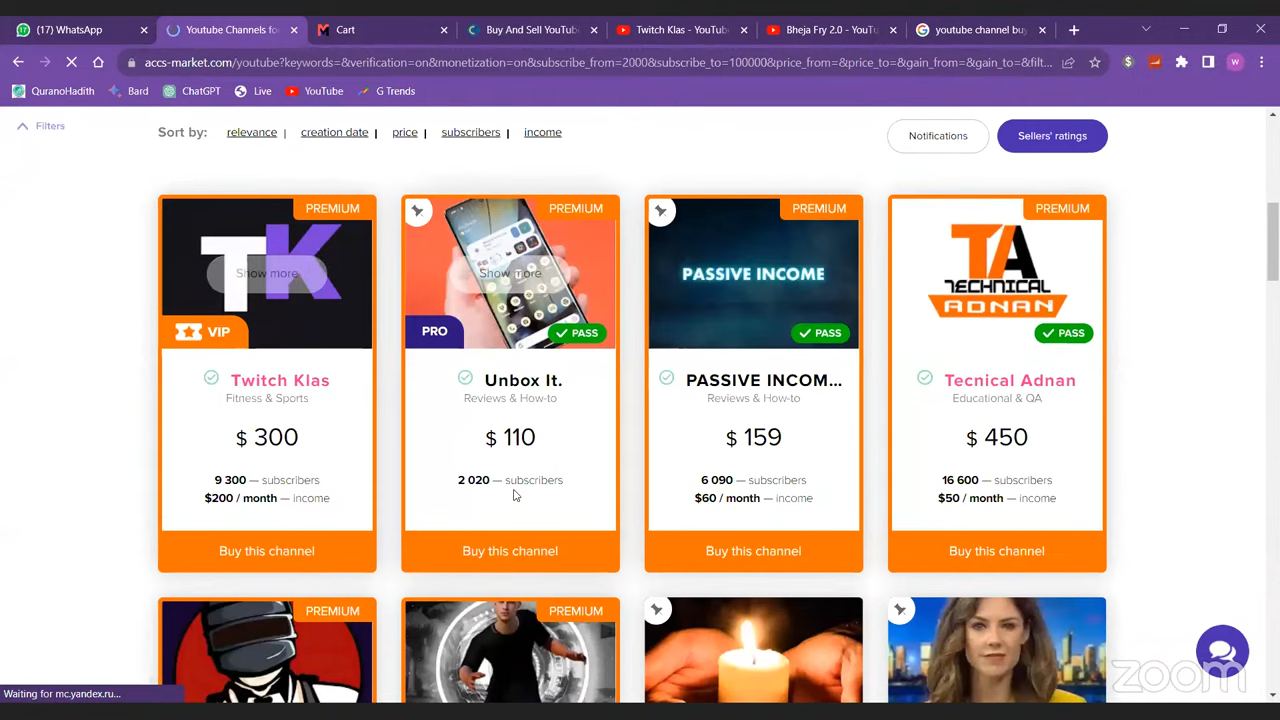 (17) WhatsApp
Youtube Channels fo
Cart
Buy And Sell YouTub
Twitch Klas - YouTub
Bheja Fry 2.0 - YouTu
youtube channel buy
accs-market.com/youtube?keywords=&verification=on&monetization=on&subscribe_from=2000&subscribe_to=100000&price_from=&price_to=&gain_from=&gain_to=&filt...
QuranoHadith
Bard
ChatGPT
Live
YouTube
G Trends
Filters
Sort by: relevance | creation date | price | subscribers | income
Notifications
Sellers' ratings
PREMIUM
TK
Show more
VIP
Twitch Klas
Fitness & Sports
$ 300
9 300 — subscribers
$200 / month — income
Buy this channel
PREMIUM
Show more
PRO
PASS
Unbox It.
Reviews & How-to
$ 110
2 020 — subscribers
Buy this channel
PREMIUM
PASSIVE INCOME
PASS
PASSIVE INCOM...
Reviews & How-to
$ 159
6 090 — subscribers
$60 / month — income
Buy this channel
PREMIUM
TA
TECHNICAL
ADNAN
PASS
Tecnical Adnan
Educational & QA
$ 450
16 600 — subscribers
$50 / month — income
Buy this channel
PREMIUM
PREMIUM
zoom
Waiting for mc.yandex.ru...